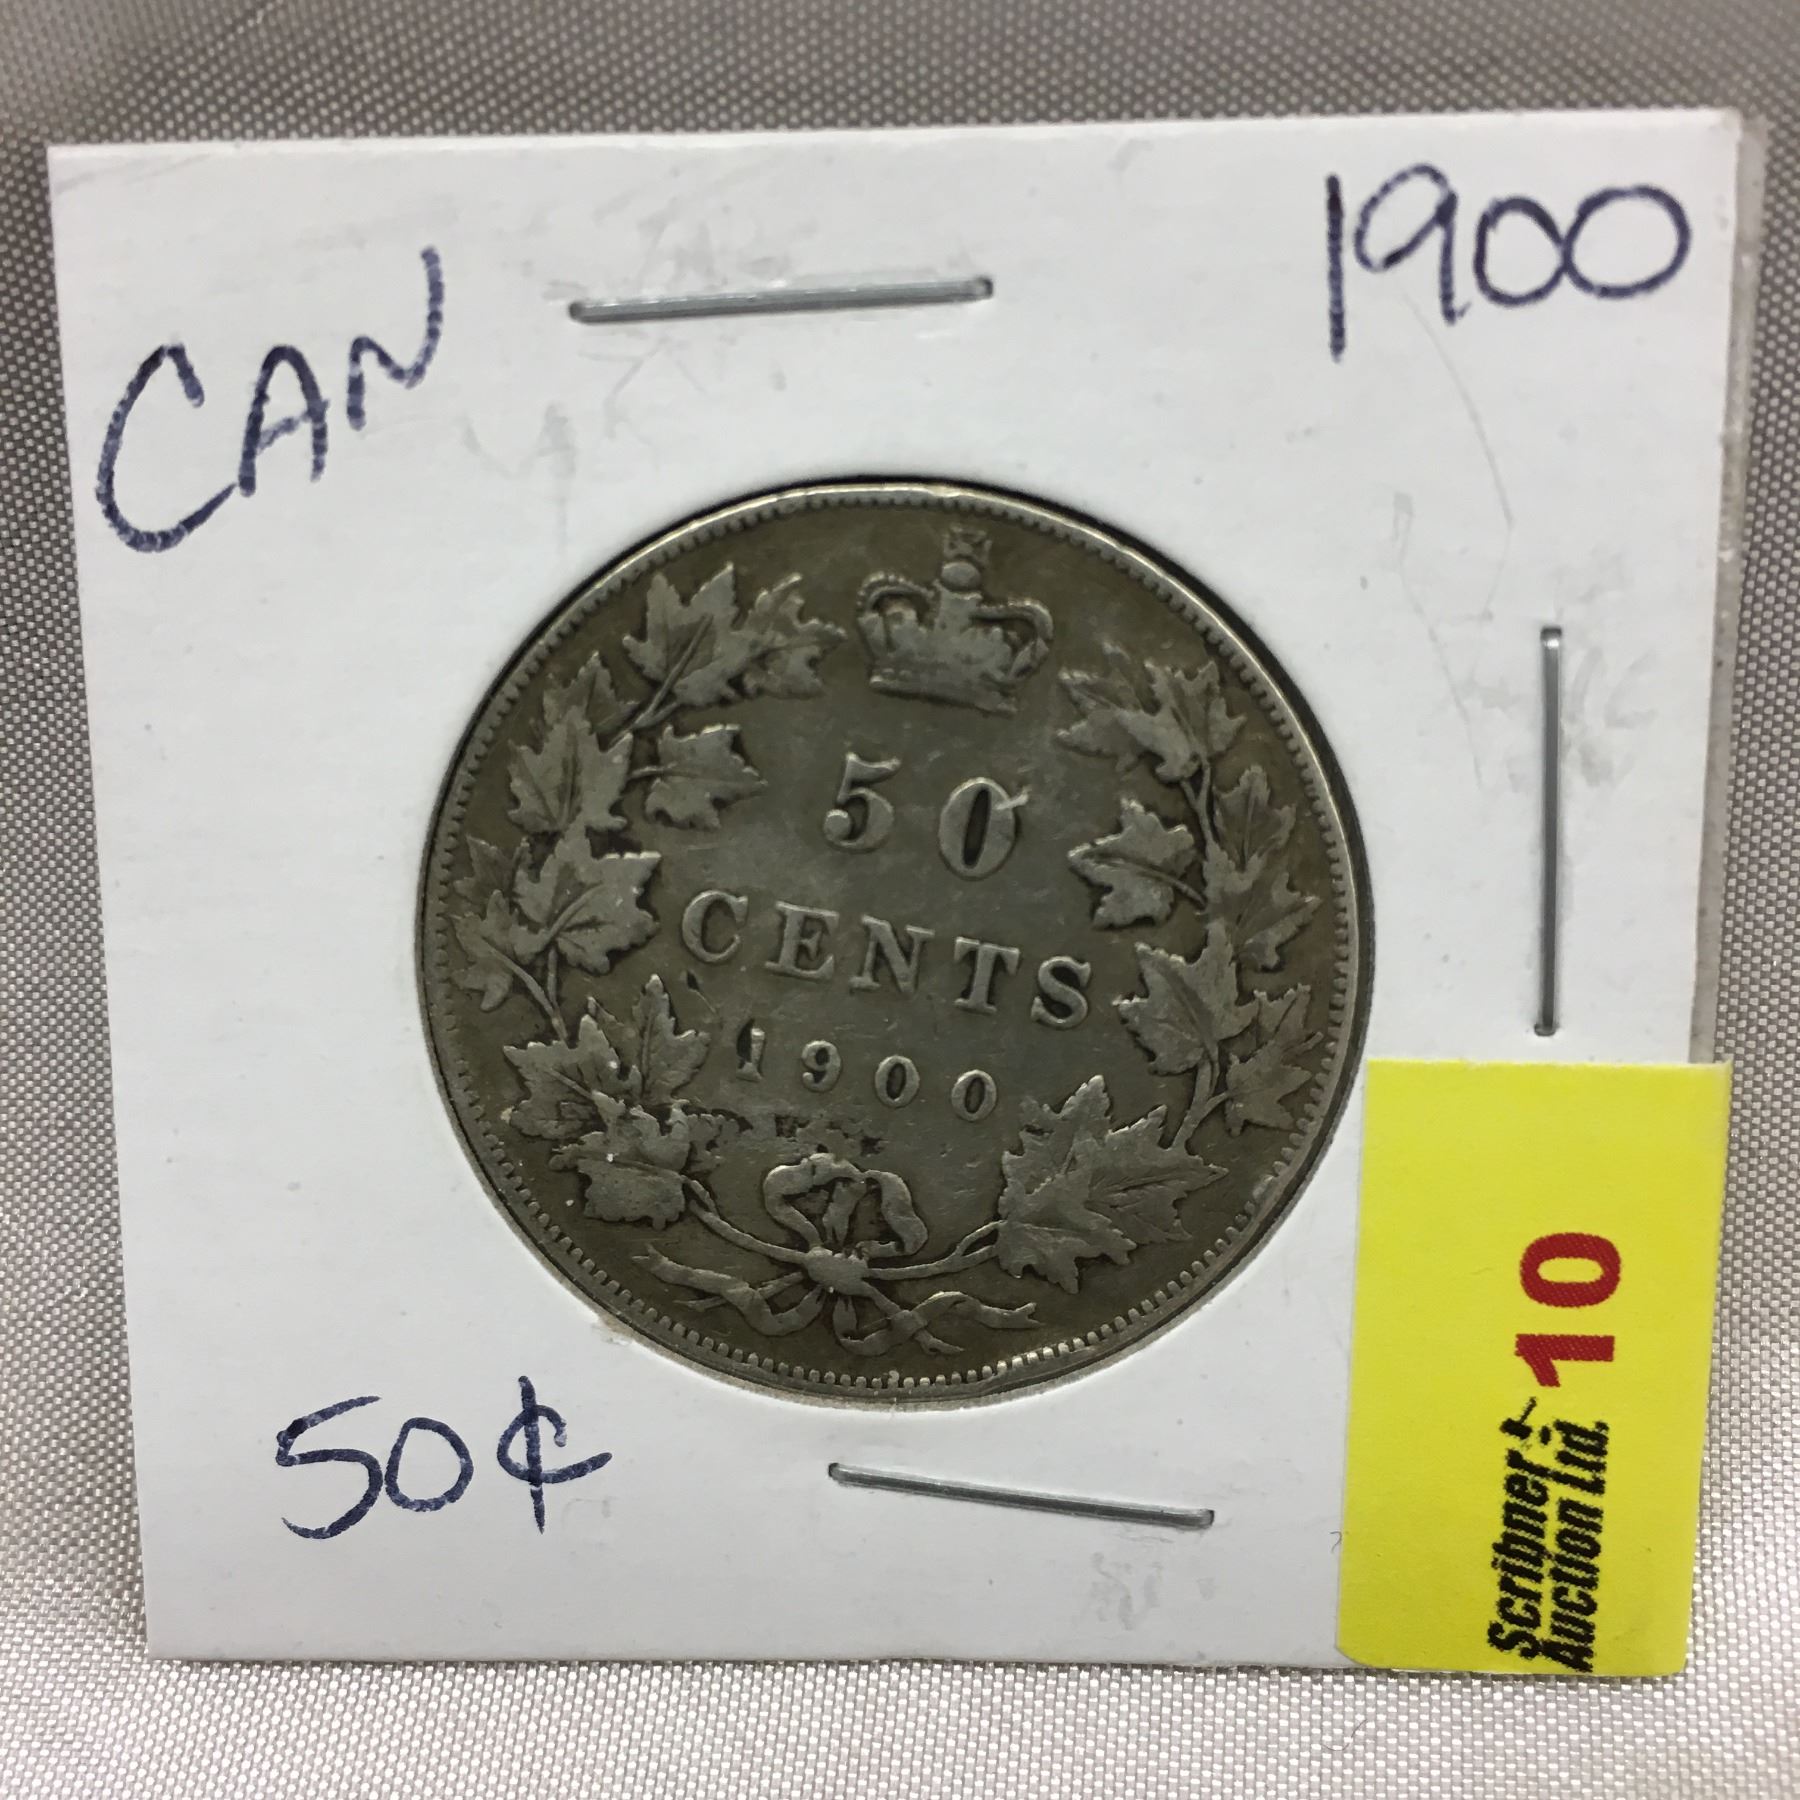 CAN
1900
50
CENTS
1900
50¢
10
Scribner
Auction Ltd.